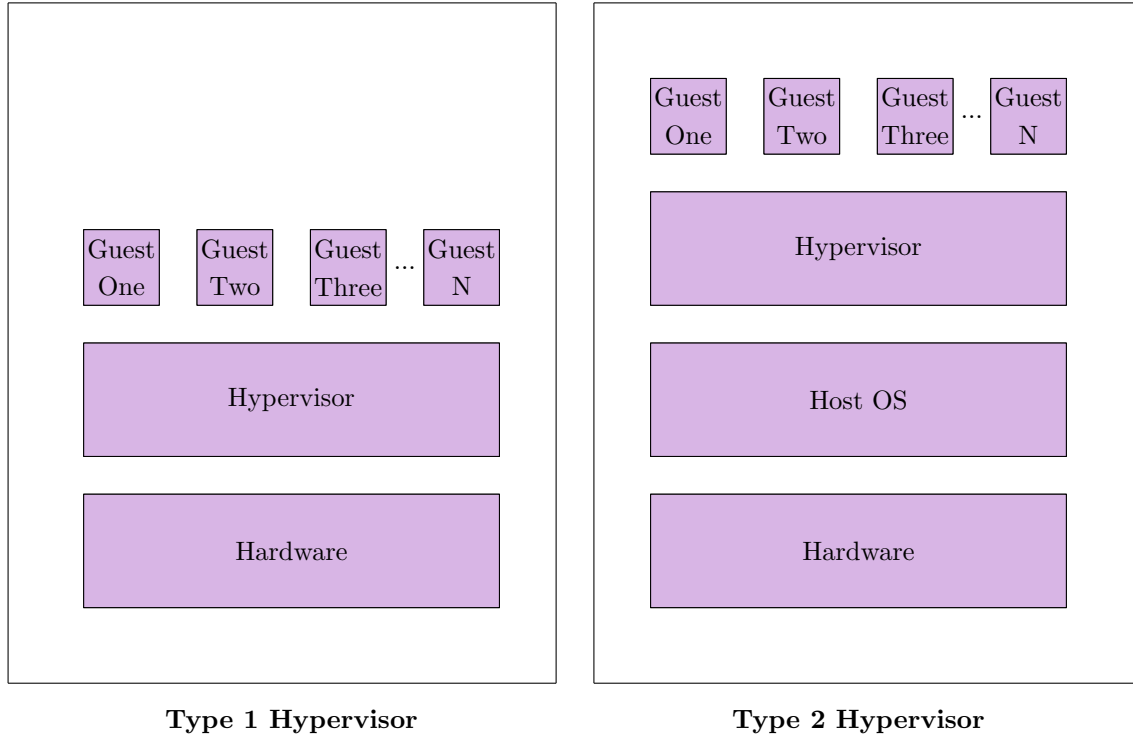 Guest
One
Guest
Two
Guest
Three
...
Guest
N
Hypervisor
Hardware
Type 1 Hypervisor
Guest
One
Guest
Two
Guest
Three
...
Guest
N
Hypervisor
Host OS
Hardware
Type 2 Hypervisor